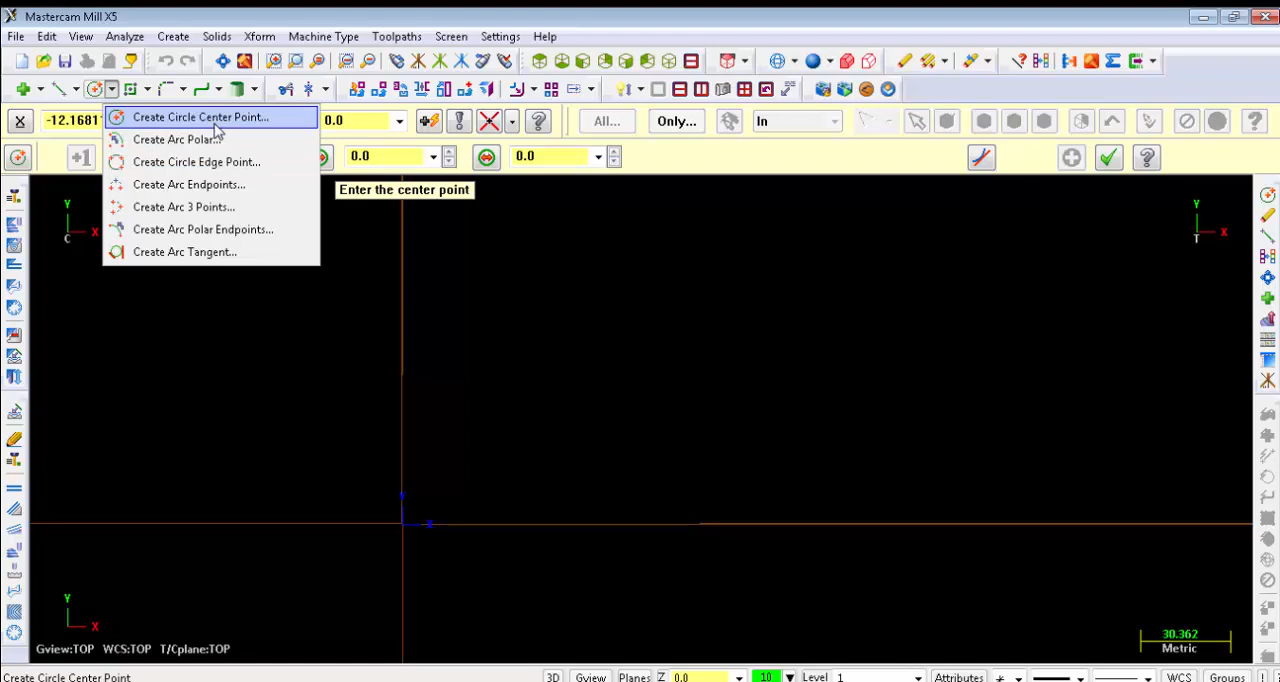 Mastercam Mill X5
File Edit View Analyze Create Solids Xform Machine Type Toolpaths Screen Settings Help
-12.1681 0.0 All... Only... In
Create Circle Center Point...
Create Arc Polar...
Create Circle Edge Point...
Create Arc Endpoints...
Create Arc 3 Points...
Create Arc Polar Endpoints...
Create Arc Tangent...
+1 0.0 0.0
Enter the center point
Y
C X
Y
T X
Y
X
30.362
Metric
Gview:TOP WCS:TOP T/Cplane:TOP
Create Circle Center Point 3D Gview Planes Z 0.0 10 Level 1 Attributes WCS Groups ! ?